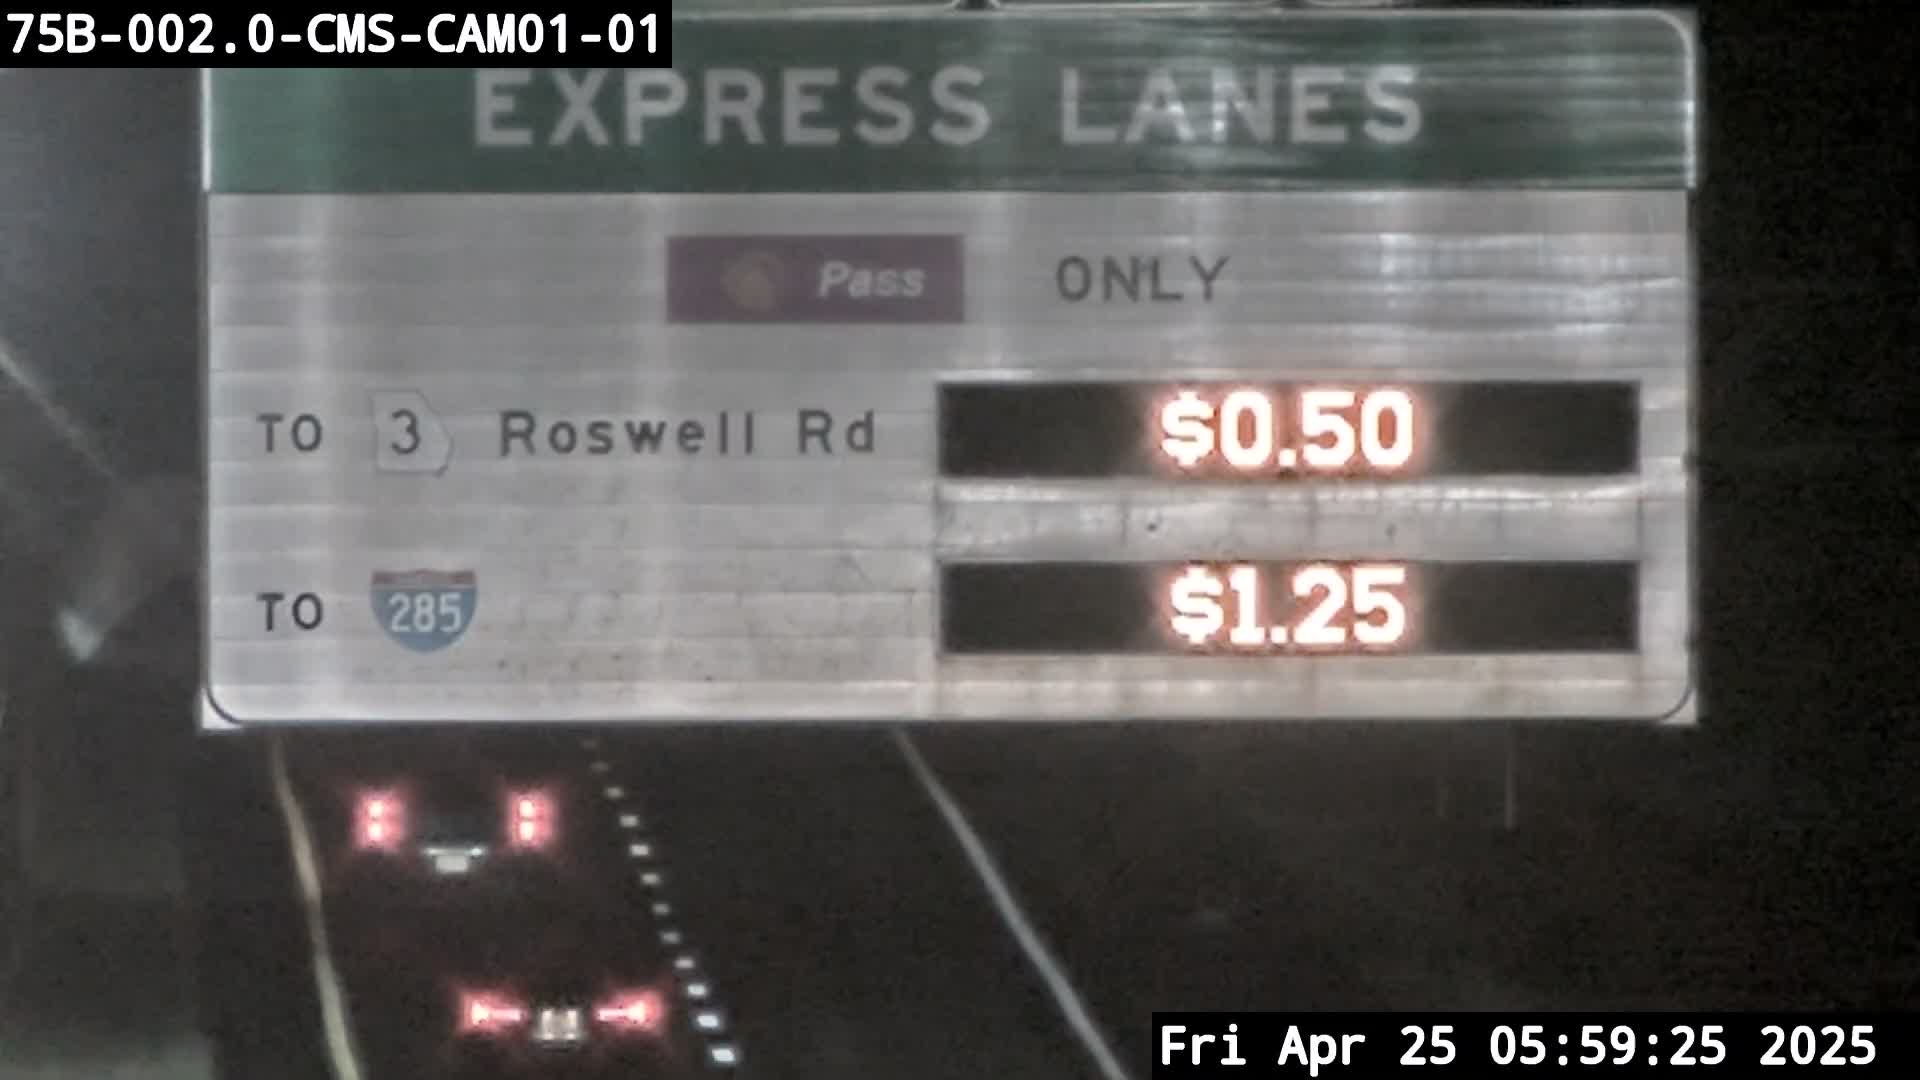 75B-002.0-CMS-CAM01-01
EXPRESS LANES
Pass ONLY
TO 3 Roswell Rd $0.50
TO 285 $1.25
Fri Apr 25 05:59:25 2025